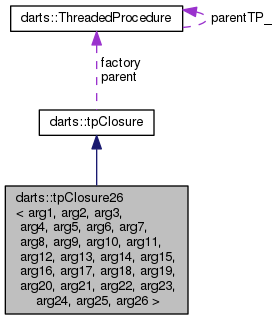 darts::ThreadedProcedure
parentTP_
factory
parent
darts::tpClosure
darts::tpClosure26
< arg1, arg2, arg3,
arg4, arg5, arg6, arg7,
arg8, arg9, arg10, arg11,
arg12, arg13, arg14, arg15,
arg16, arg17, arg18, arg19,
arg20, arg21, arg22, arg23,
arg24, arg25, arg26 >